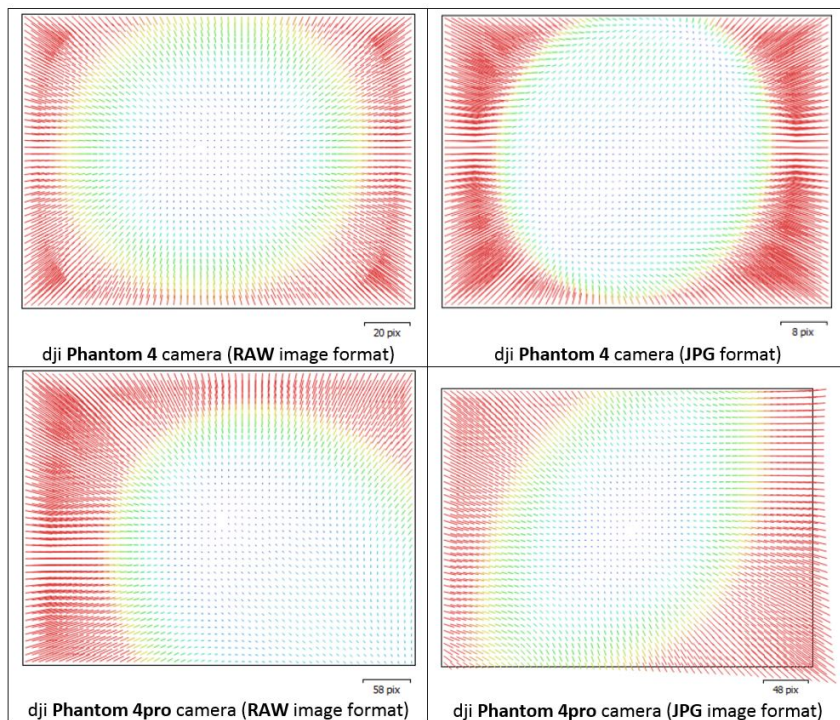 20 pix
dji Phantom 4 camera (RAW image format)
8 pix
dji Phantom 4 camera (JPG format)
58 pix
dji Phantom 4pro camera (RAW image format)
48 pix
dji Phantom 4pro camera (JPG image format)